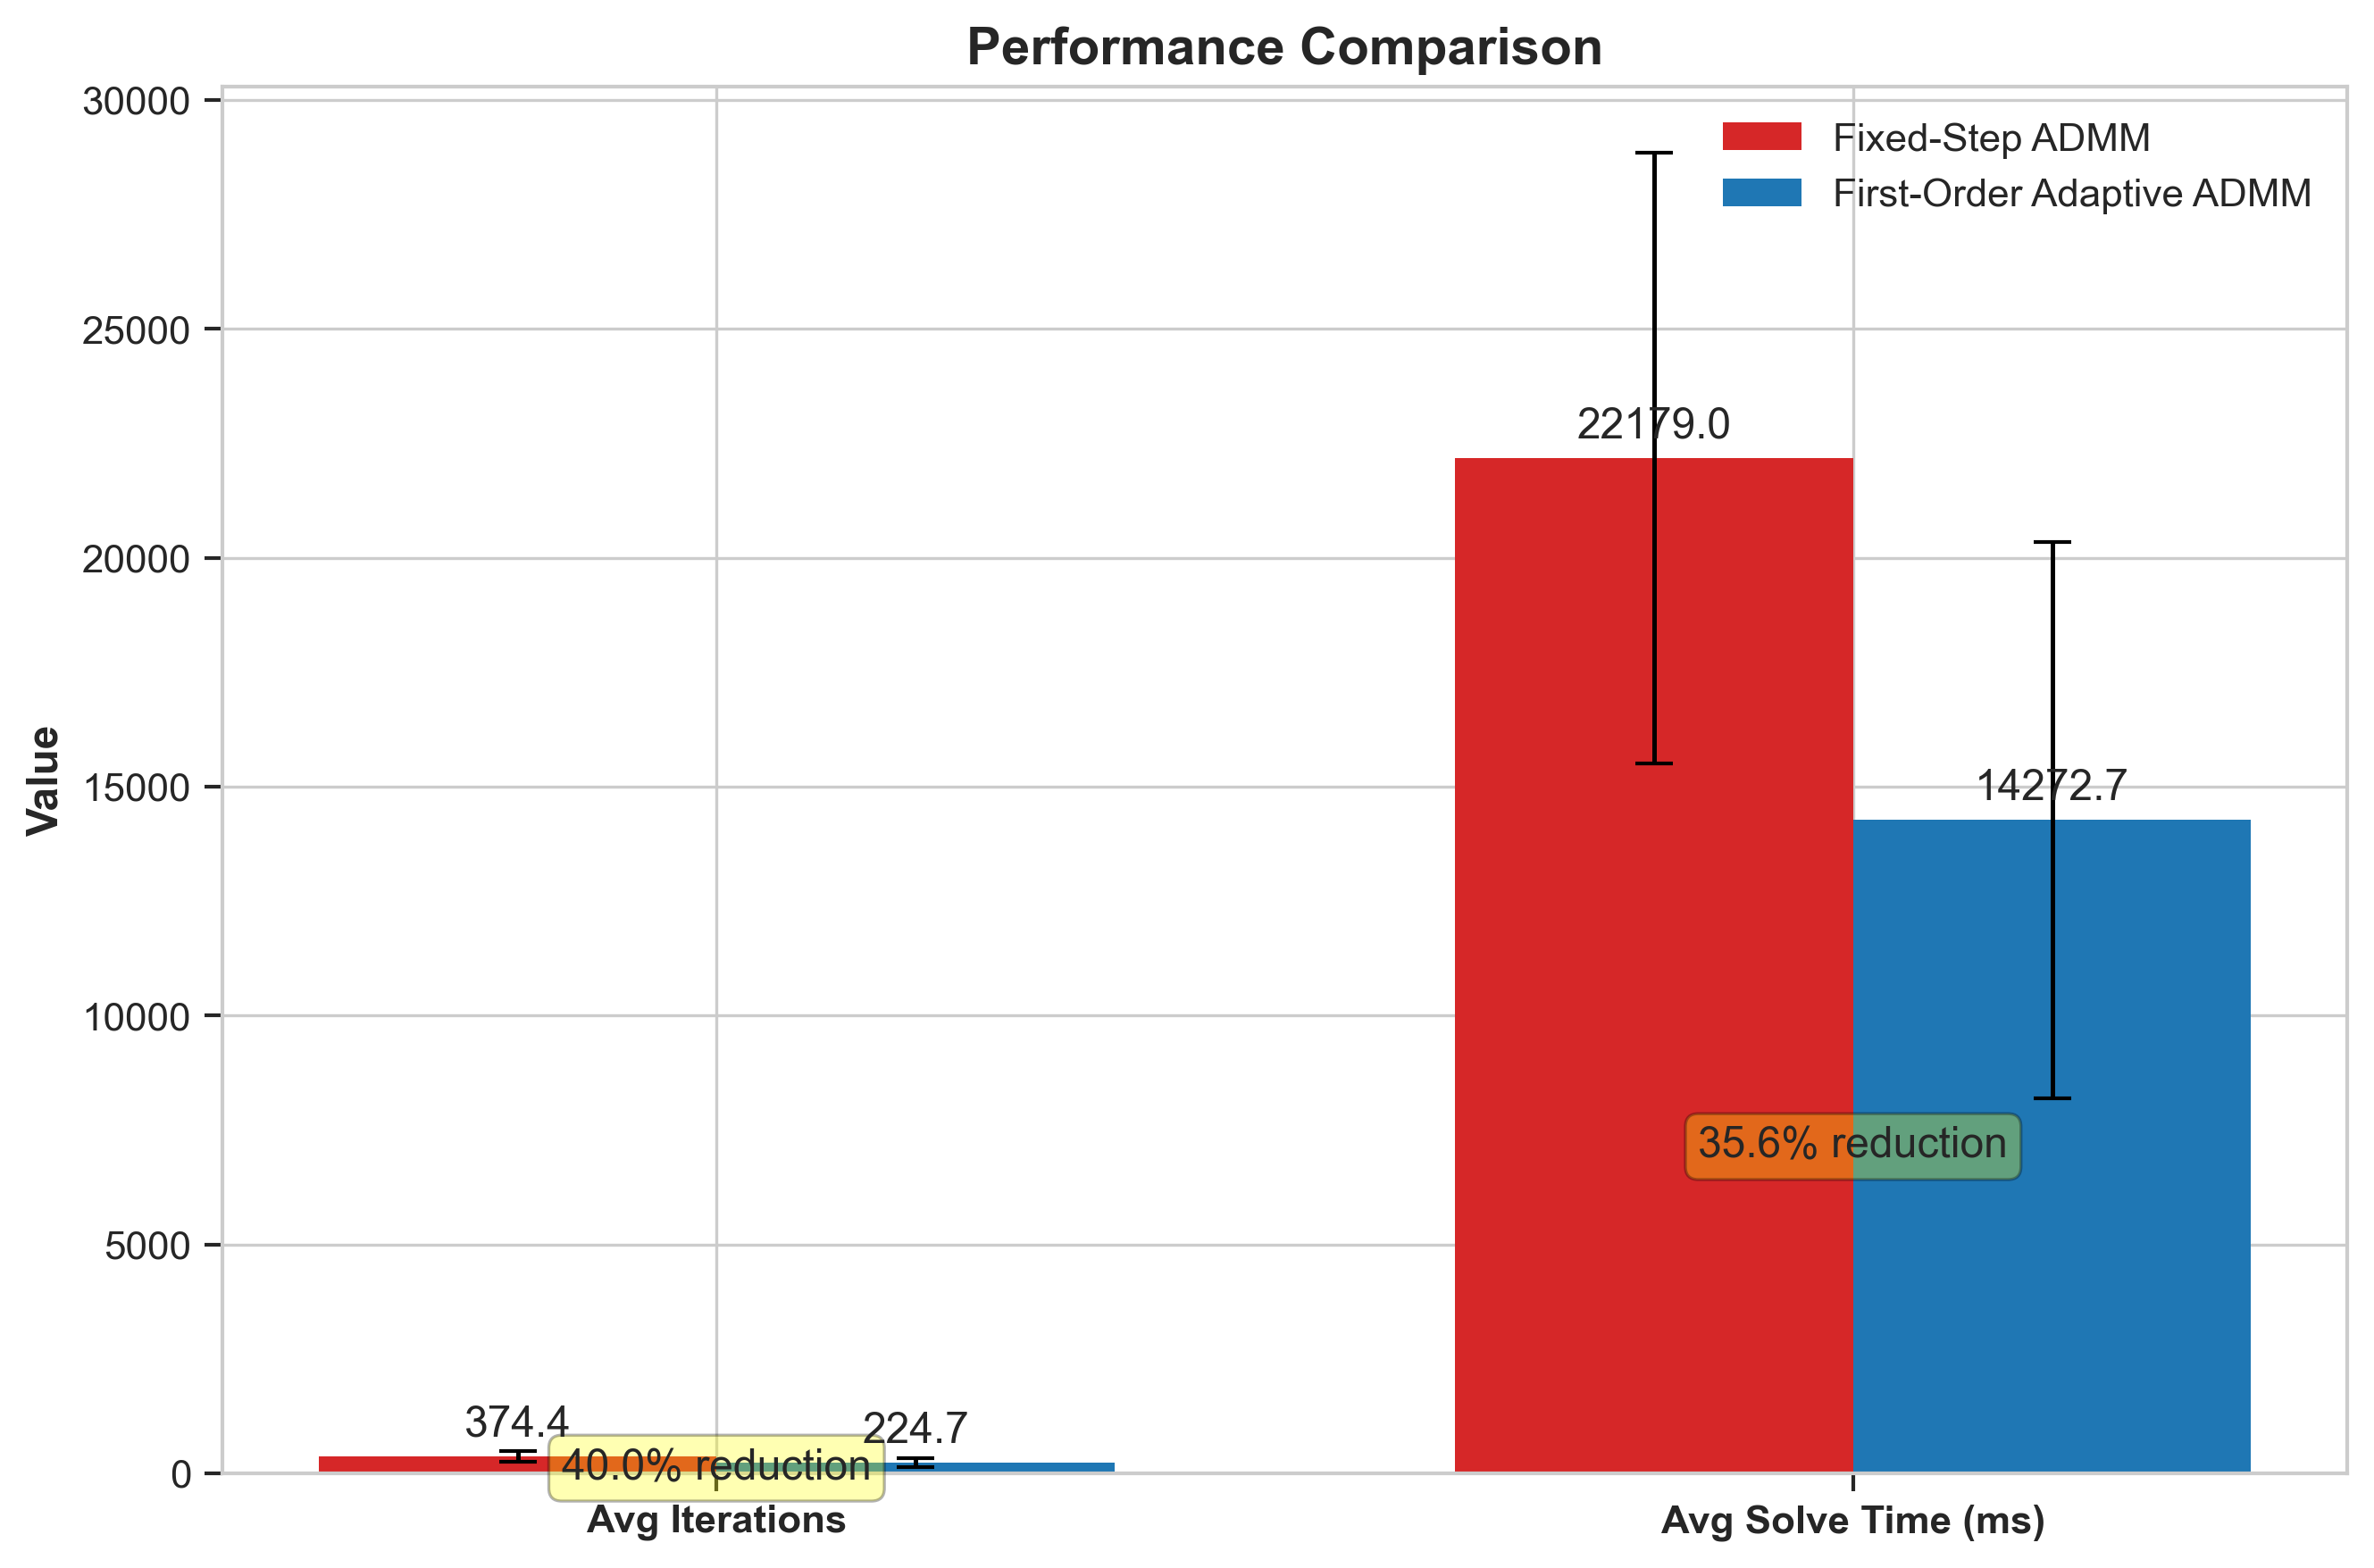 Performance Comparison
Fixed-Step ADMM
First-Order Adaptive ADMM
Value
30000
25000
20000
15000
10000
5000
0
22179.0
14272.7
35.6% reduction
374.4
224.7
40.0% reduction
Avg Iterations
Avg Solve Time (ms)